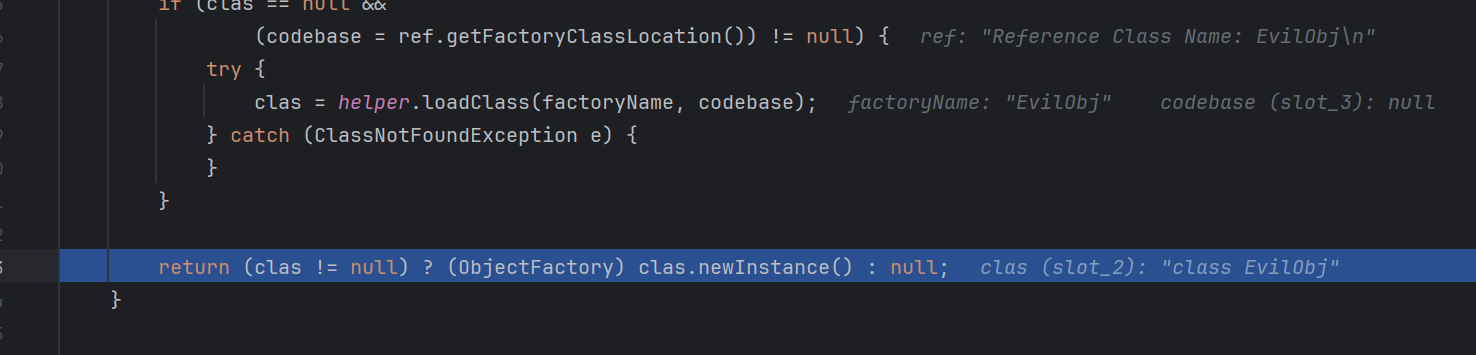 if (clas == null &&
(codebase = ref.getFactoryClassLocation()) != null) { ref: "Reference Class Name: EvilObj\n"
try {
clas = helper.loadClass(factoryName, codebase); factoryName: "EvilObj" codebase (slot_3): null
} catch (ClassNotFoundException e) {
}
}
return (clas != null) ? (ObjectFactory) clas.newInstance() : null; clas (slot_2): "class EvilObj"
}